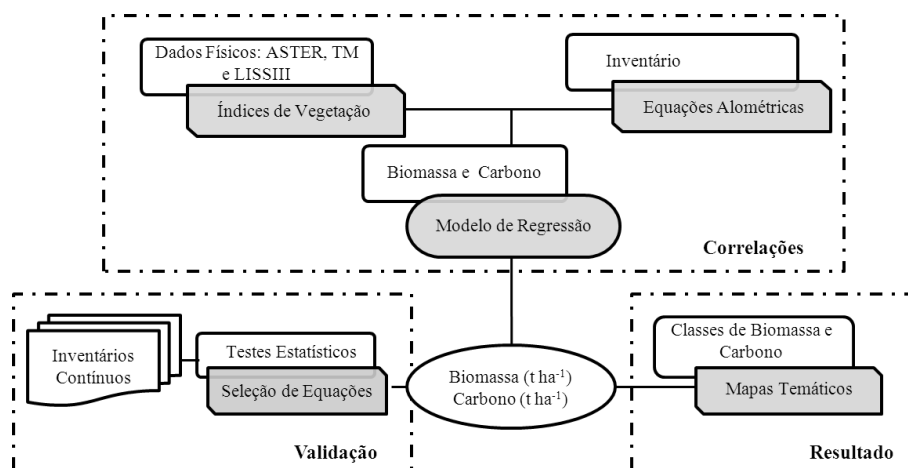 Dados Físicos: ASTER, TM
e LISSIII
Índices de Vegetação
Inventário
Equações Alométricas
Biomassa e Carbono
Modelo de Regressão
Correlações
Inventários
Contínuos
Testes Estatísticos
Seleção de Equações
Validação
Biomassa (t ha⁻¹)
Carbono (t ha⁻¹)
Classes de Biomassa e
Carbono
Mapas Temáticos
Resultado